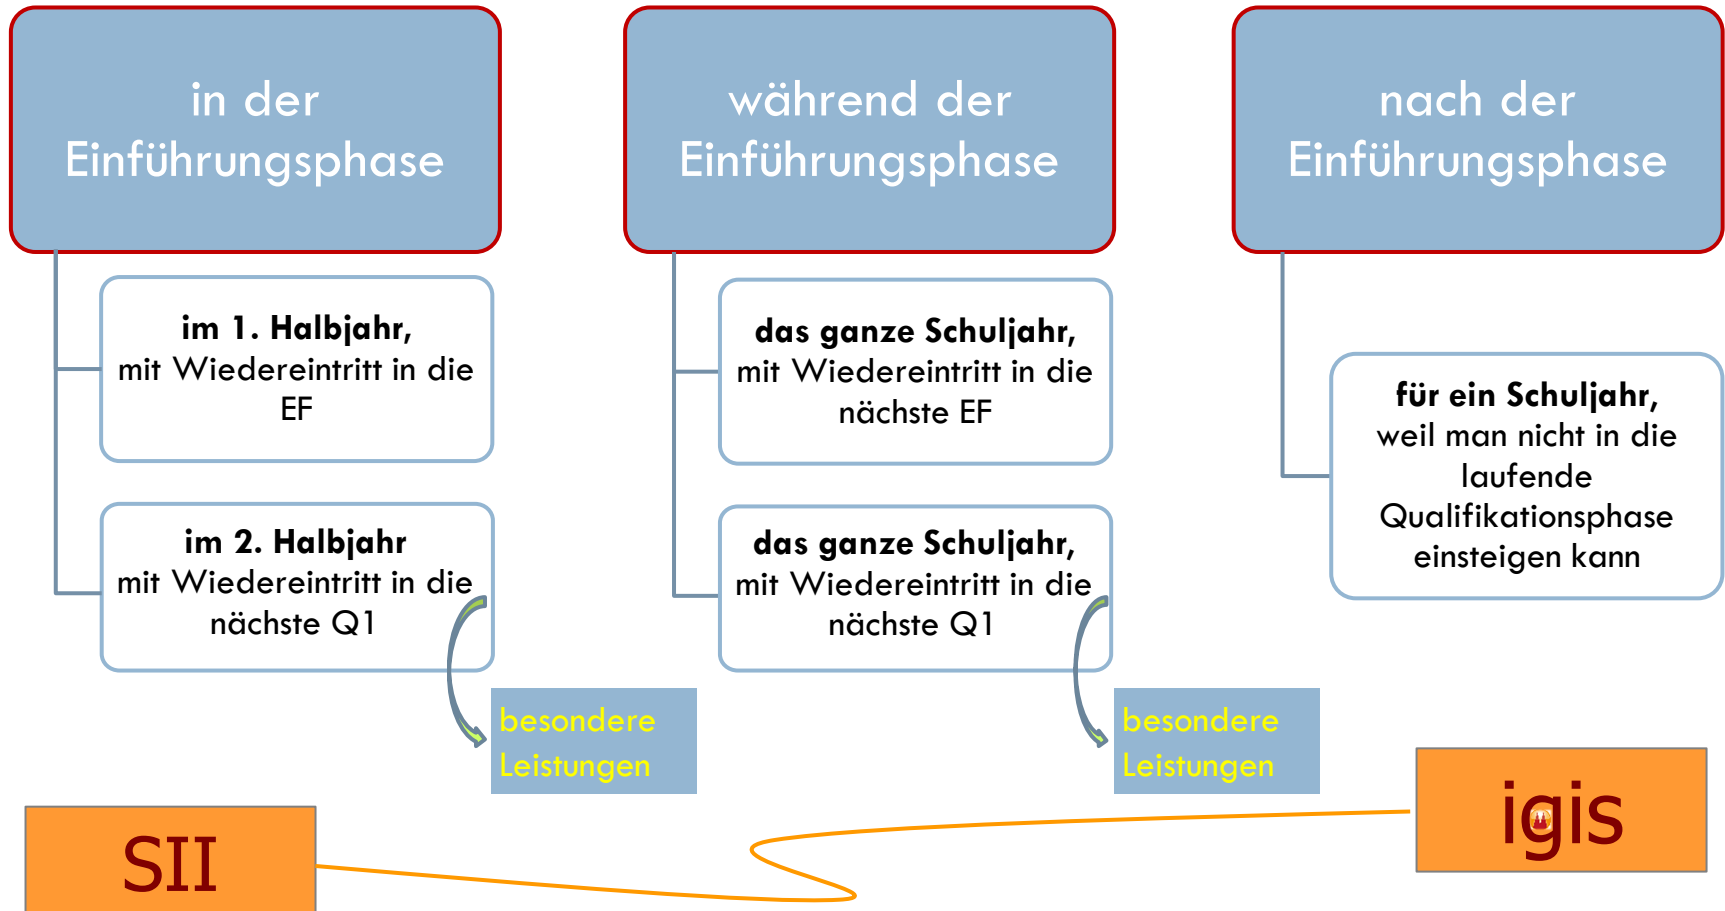 in der
Einführungsphase
im 1. Halbjahr,
mit Wiedereintritt in die
EF
im 2. Halbjahr
mit Wiedereintritt in die
nächste Q1
besondere
Leistungen
während der
Einführungsphase
das ganze Schuljahr,
mit Wiedereintritt in die
nächste EF
das ganze Schuljahr,
mit Wiedereintritt in die
nächste Q1
besondere
Leistungen
nach der
Einführungsphase
für ein Schuljahr,
weil man nicht in die
laufende
Qualifikationsphase
einsteigen kann
SII
igis